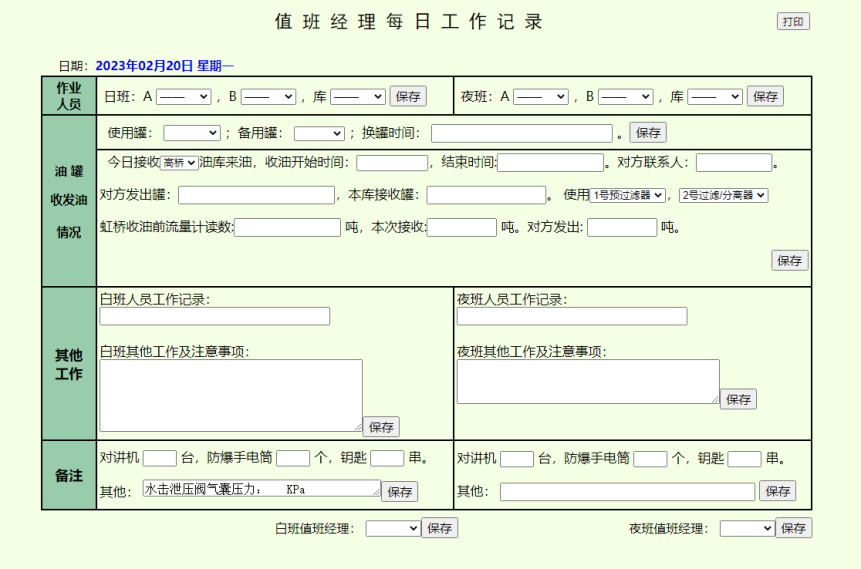 值班经理每日工作记录
打印
日期：2023年02月20日 星期一
作业
人员
日班：A ——，B ——，库 —— 保存
夜班：A ——，B ——，库 —— 保存
油 罐
收发油
情况
使用罐： ；备用罐： ；换罐时间： 。保存
今日接收高桥油库来油，收油开始时间： ，结束时间: 。对方联系人： 。
对方发出罐： ，本库接收罐： 。使用1号预过滤器，2号过滤/分离器
虹桥收油前流量计读数: 吨，本次接收: 吨。对方发出: 吨。
保存
其他
工作
白班人员工作记录：
白班其他工作及注意事项：
保存
夜班人员工作记录：
夜班其他工作及注意事项：
保存
备注
对讲机 台，防爆手电筒 个，钥匙 串。
其他： 水击泄压阀气囊压力： KPa 保存
对讲机 台，防爆手电筒 个，钥匙 串。
其他： 保存
白班值班经理： 保存
夜班值班经理： 保存